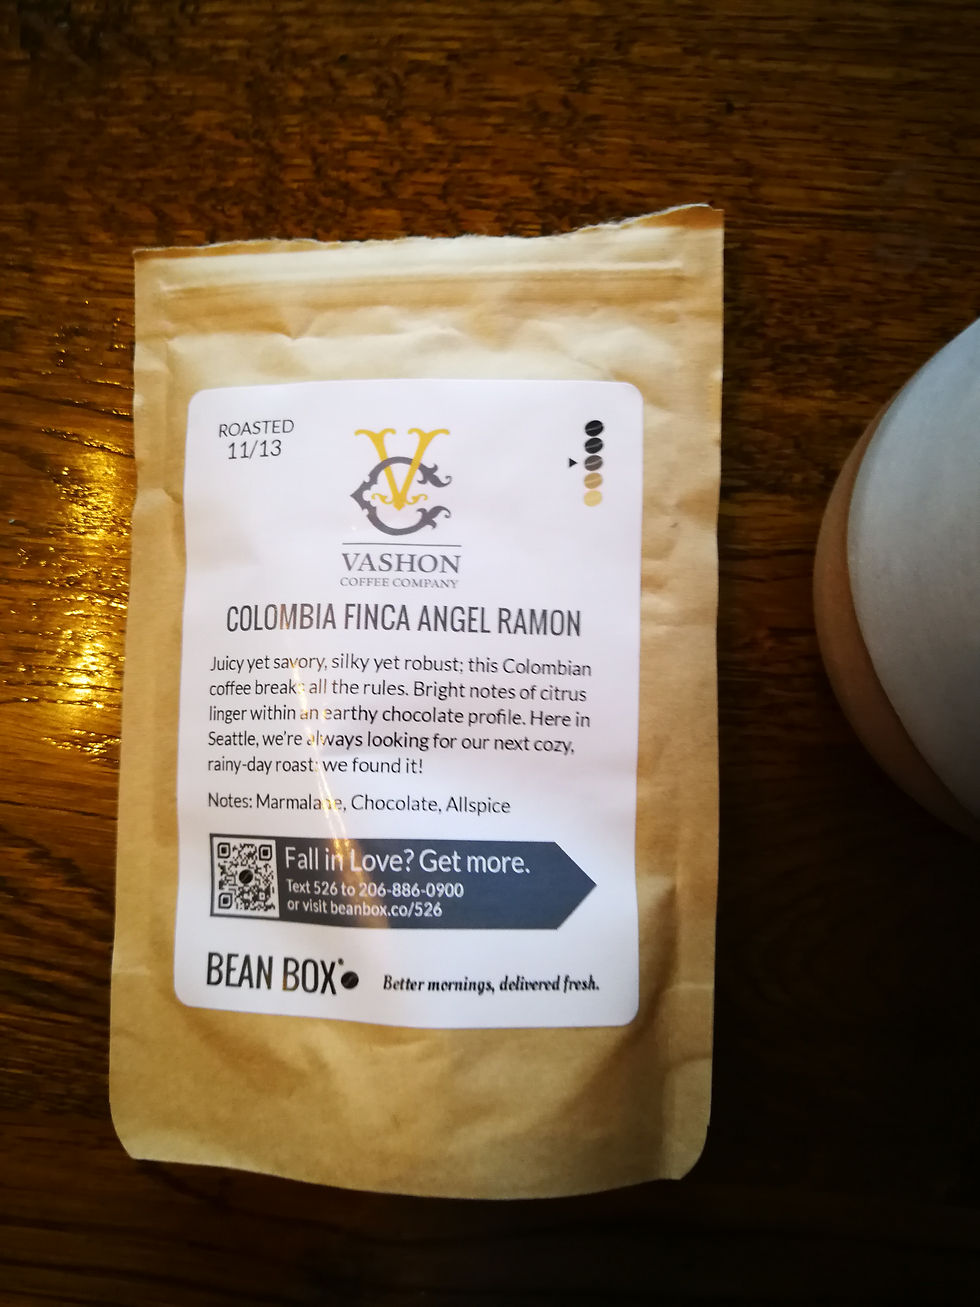 ROASTED
11/13
VC
VASHON
COFFEE COMPANY
COLOMBIA FINCA ANGEL RAMON
Juicy yet savory, silky yet robust; this Colombian
coffee breaks all the rules. Bright notes of citrus
linger within an earthy chocolate profile. Here in
Seattle, we're always looking for our next cozy,
rainy-day roast: we found it!
Notes: Marmalade, Chocolate, Allspice
Fall in Love? Get more.
Text 526 to 206-886-0900
or visit beanbox.co/526
BEAN BOX
Better mornings, delivered fresh.